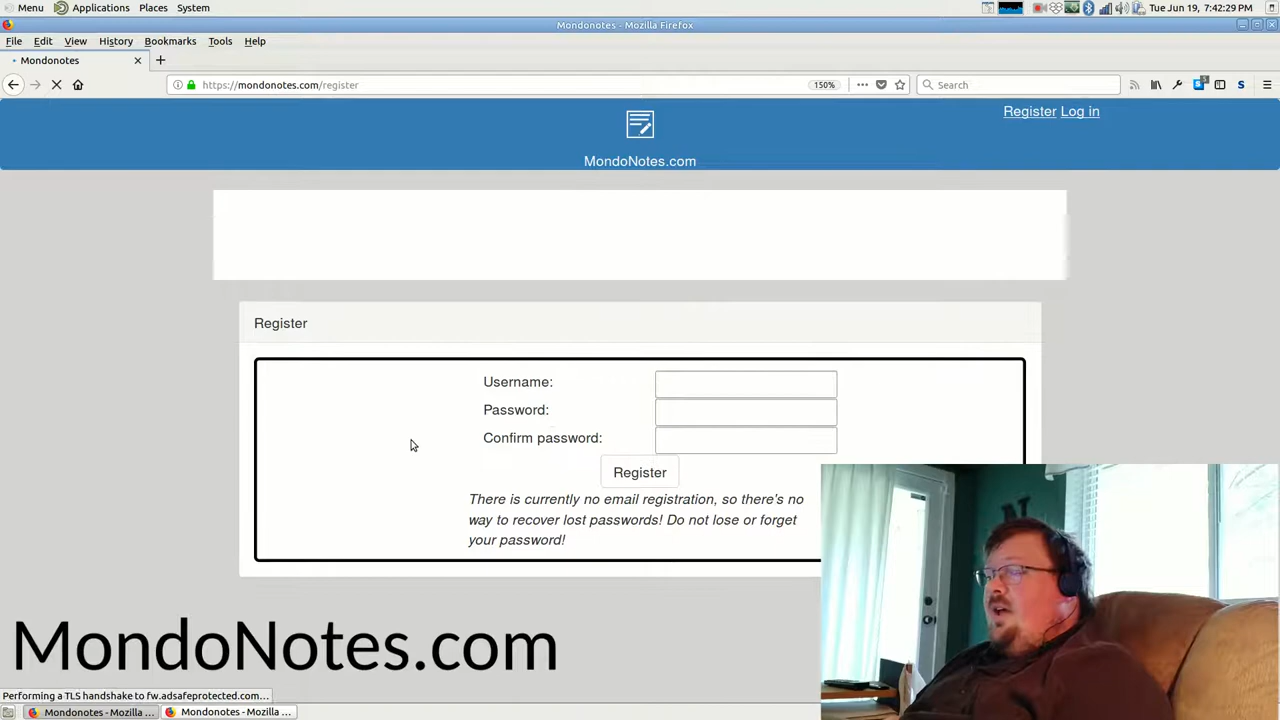 Menu Applications Places System Tue Jun 19, 7:42:29 PM
Mondonotes - Mozilla Firefox
File Edit View History Bookmarks Tools Help
Mondonotes
https://mondonotes.com/register 150% Search
Register Log in
MondoNotes.com
Register
Username:
Password:
Confirm password:
Register
There is currently no email registration, so there's no
way to recover lost passwords! Do not lose or forget
your password!
MondoNotes.com
Performing a TLS handshake to fw.adsafeprotected.com...
Mondonotes - Mozilla ... Mondonotes - Mozilla ...